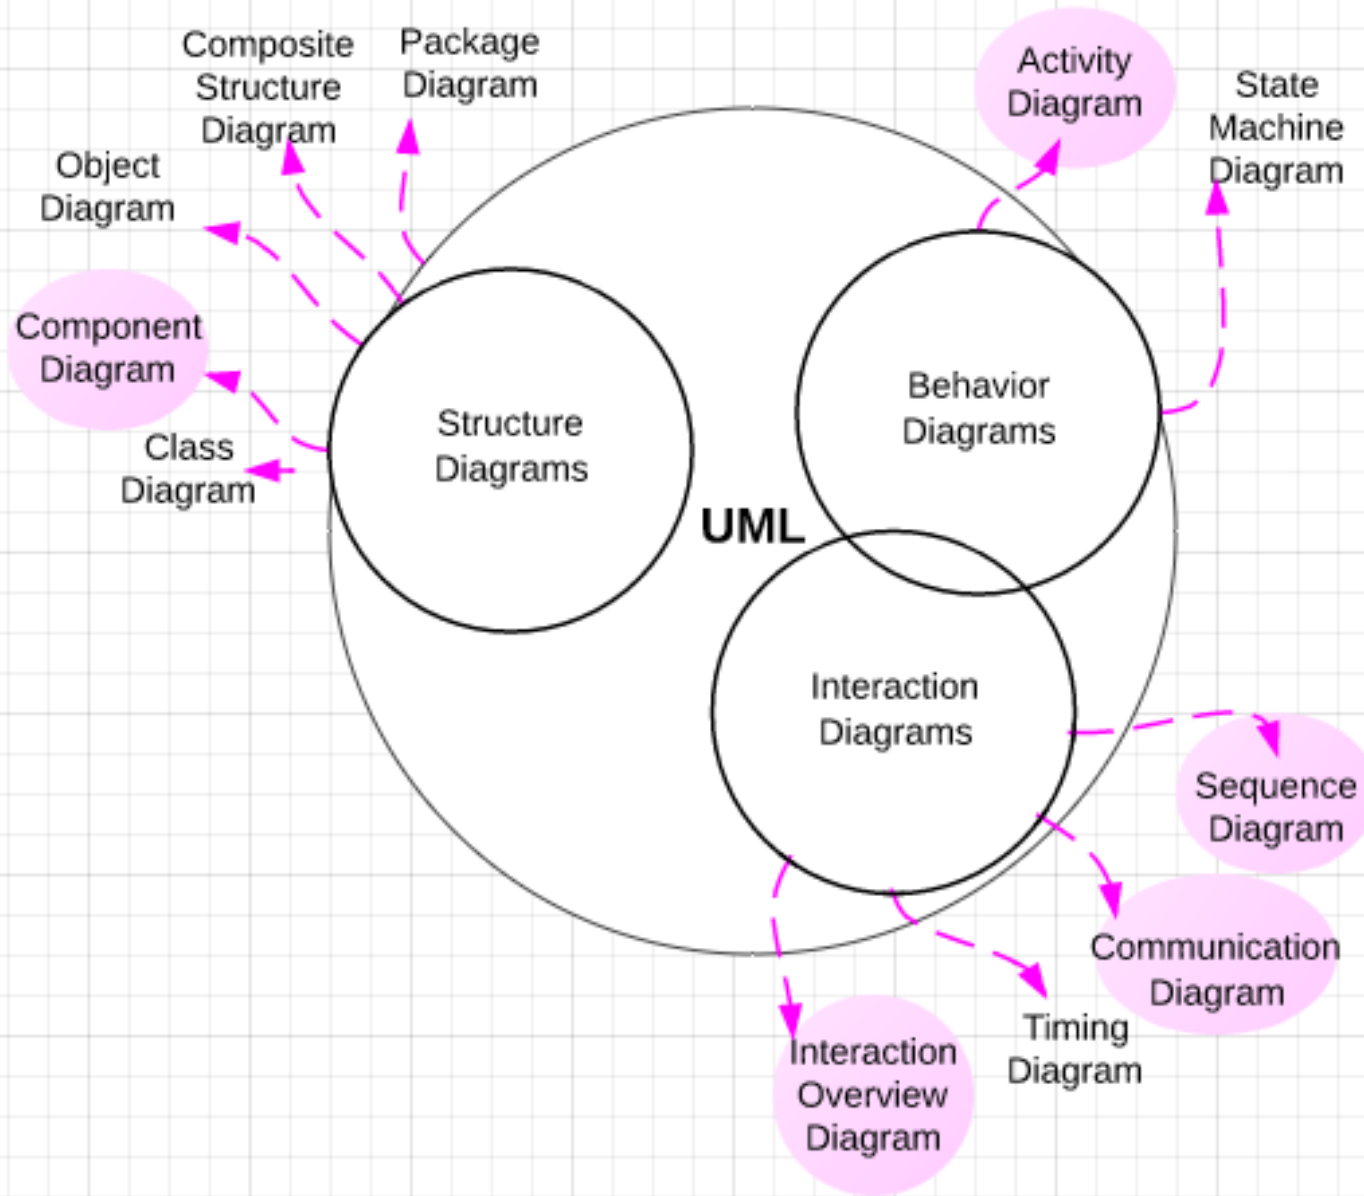 Composite
Structure
Diagram
Package
Diagram
Activity
Diagram
State
Machine
Diagram
Object
Diagram
Component
Diagram
Class
Diagram
Structure
Diagrams
Behavior
Diagrams
UML
Interaction
Diagrams
Sequence
Diagram
Communication
Diagram
Timing
Diagram
Interaction
Overview
Diagram